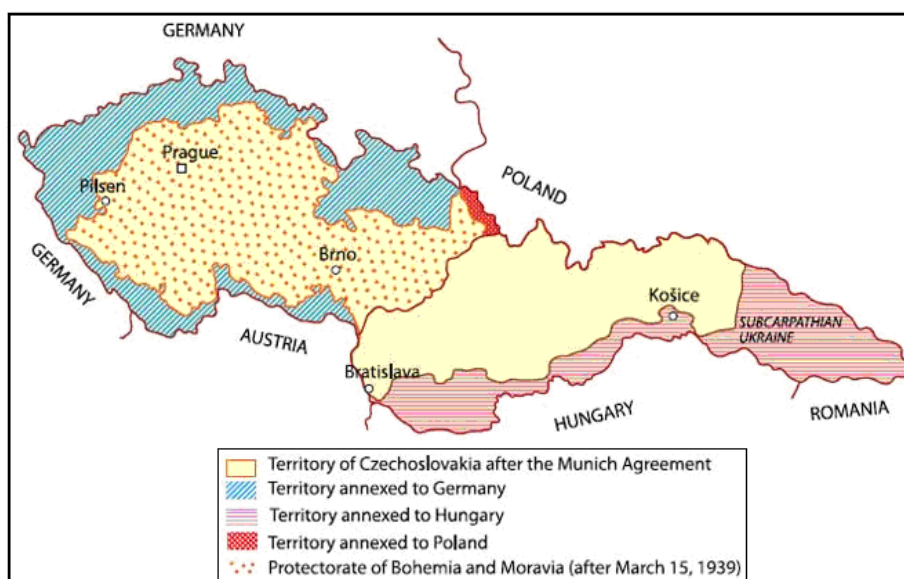 GERMANY
Prague
Pilsen
POLAND
GERMANY
Brno
Košice
SUBCARPATHIAN
UKRAINE
AUSTRIA
Bratislava
HUNGARY
ROMANIA
Territory of Czechoslovakia after the Munich Agreement
Territory annexed to Germany
Territory annexed to Hungary
Territory annexed to Poland
Protectorate of Bohemia and Moravia (after March 15, 1939)